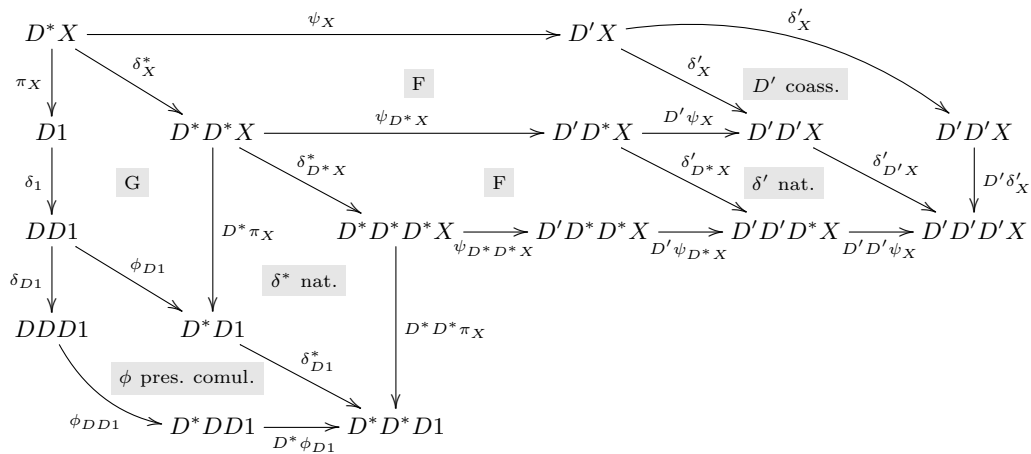 D*X ψ_X D′X δ′_X
π_X δ*_X F δ′_X D′ coass.
D1 D*D*X ψ_{D*X} D′D*X D′ψ_X D′D′X D′D′X
δ_1 G δ*_{D*X} F δ′_{D*X} δ′ nat. δ′_{D′X} D′δ′_X
DD1 D*π_X D*D*D*X ψ_{D*D*X} D′D*D*X D′ψ_{D*X} D′D′D*X D′D′ψ_X D′D′D′X
δ_{D1} φ_{D1} δ* nat.
DDD1 D*D1 D*D*π_X
φ pres. comul. δ*_{D1}
φ_{DD1} D*DD1 D*φ_{D1} D*D*D1